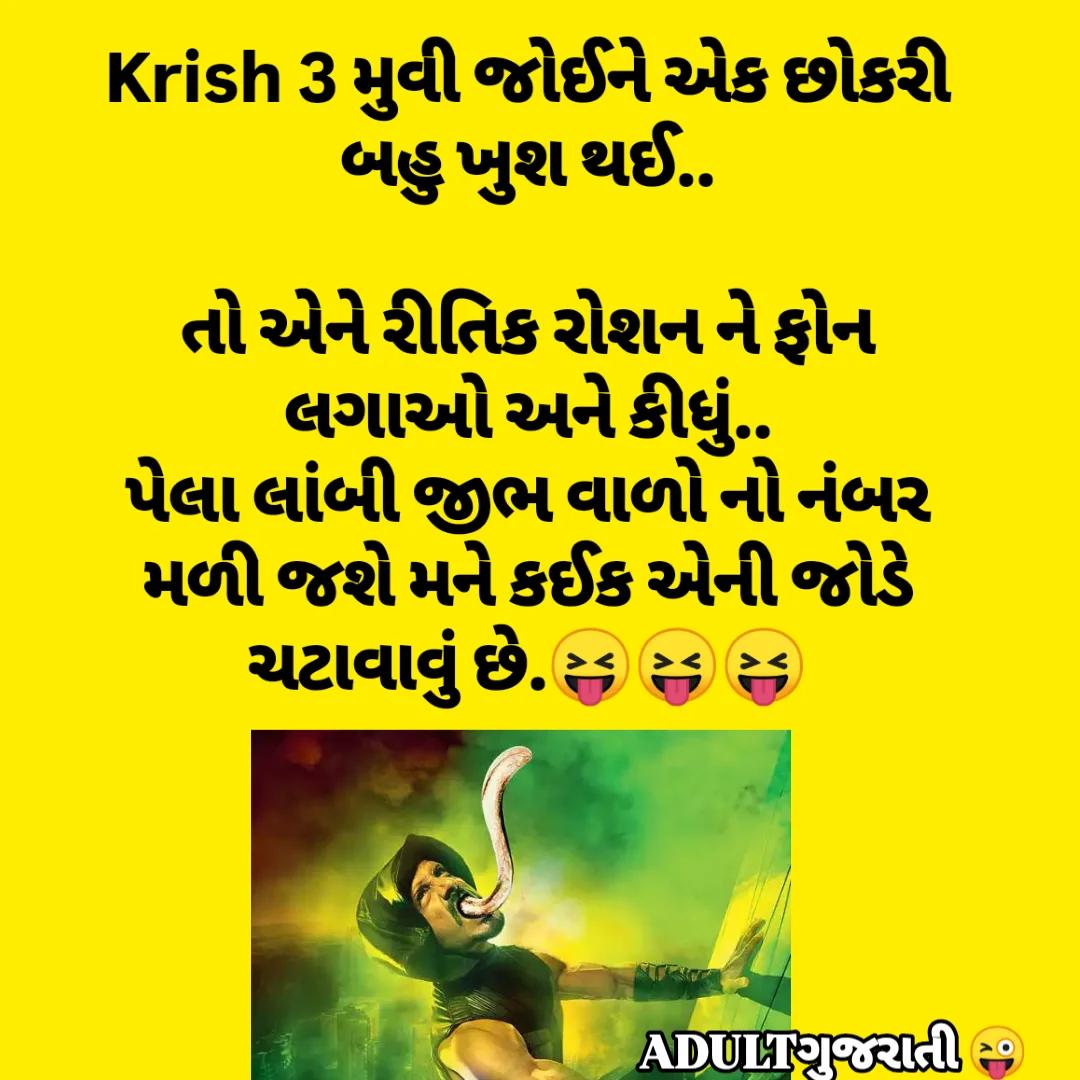 Krish 3 મુવી જોઈને એક છોકરી
બહુ ખુશ થઈ..
તો એને રીતિક રોશન ને ફોન
લગાઓ અને કીધું..
પેલા લાંબી જીભ વાળો નો નંબર
મળી જશે મને કઈક એની જોડે
ચટાવાવું છે.😝😝😝
ADULTગુજરાતી 😜